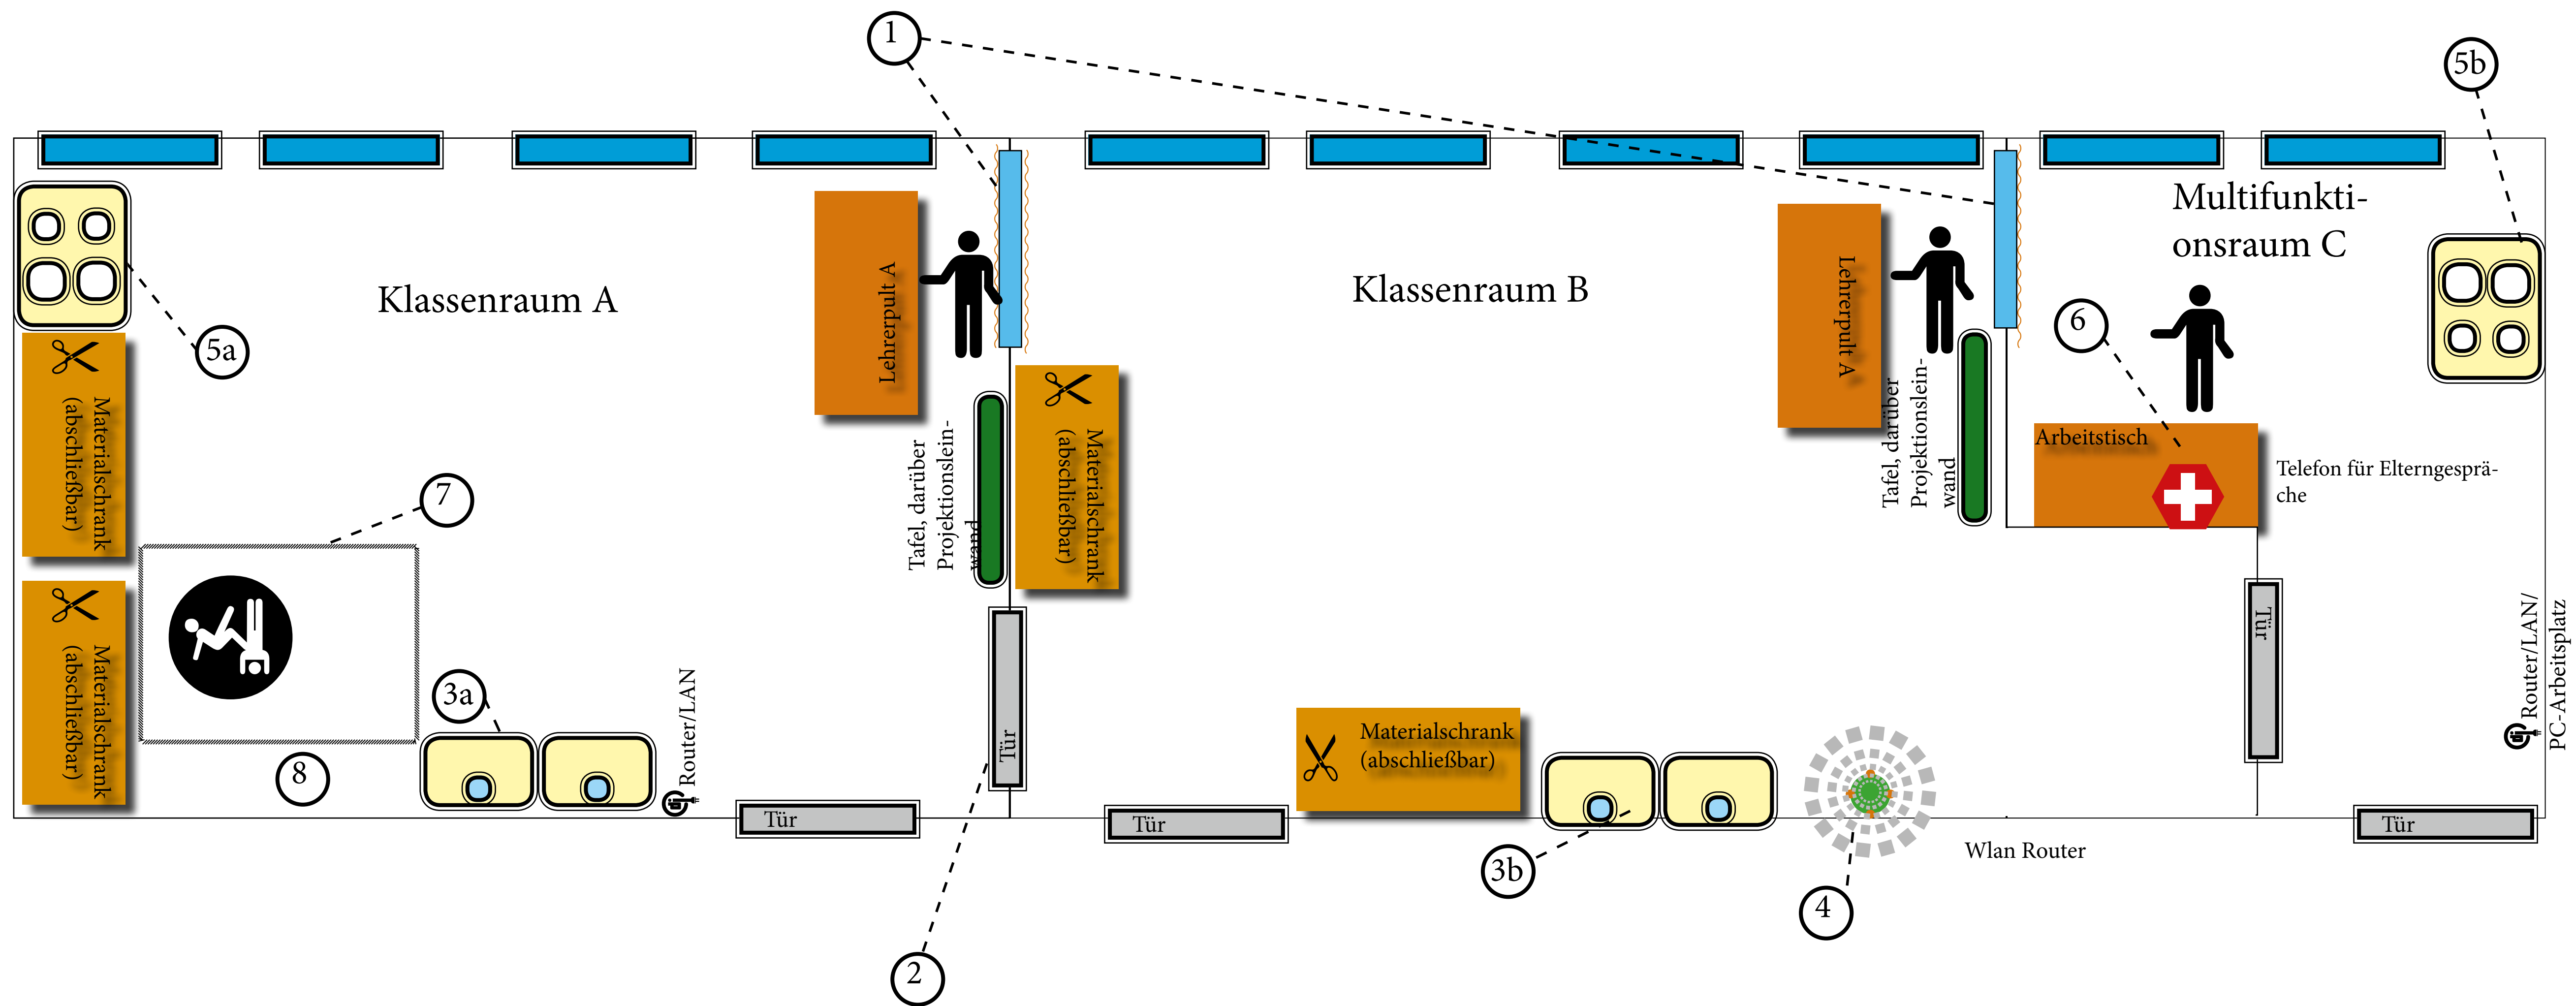 1
5b
Multifunkti-
onsraum C
Klassenraum A
Klassenraum B
5a
6
Lehrerpult A
Lehrerpult A
Materialschrank
(abschließbar)
Materialschrank
(abschließbar)
Tafel, darüber
Projektionslein-
wand
Tafel, darüber
Projektionslein-
wand
Arbeitstisch
Telefon für Elterngesprä-
che
7
Materialschrank
(abschließbar)
3a
Router/LAN
Tür
Tür
Router/LAN/
PC-Arbeitsplatz
8
Materialschrank
(abschließbar)
Tür
Tür
Tür
Wlan Router
3b
4
2